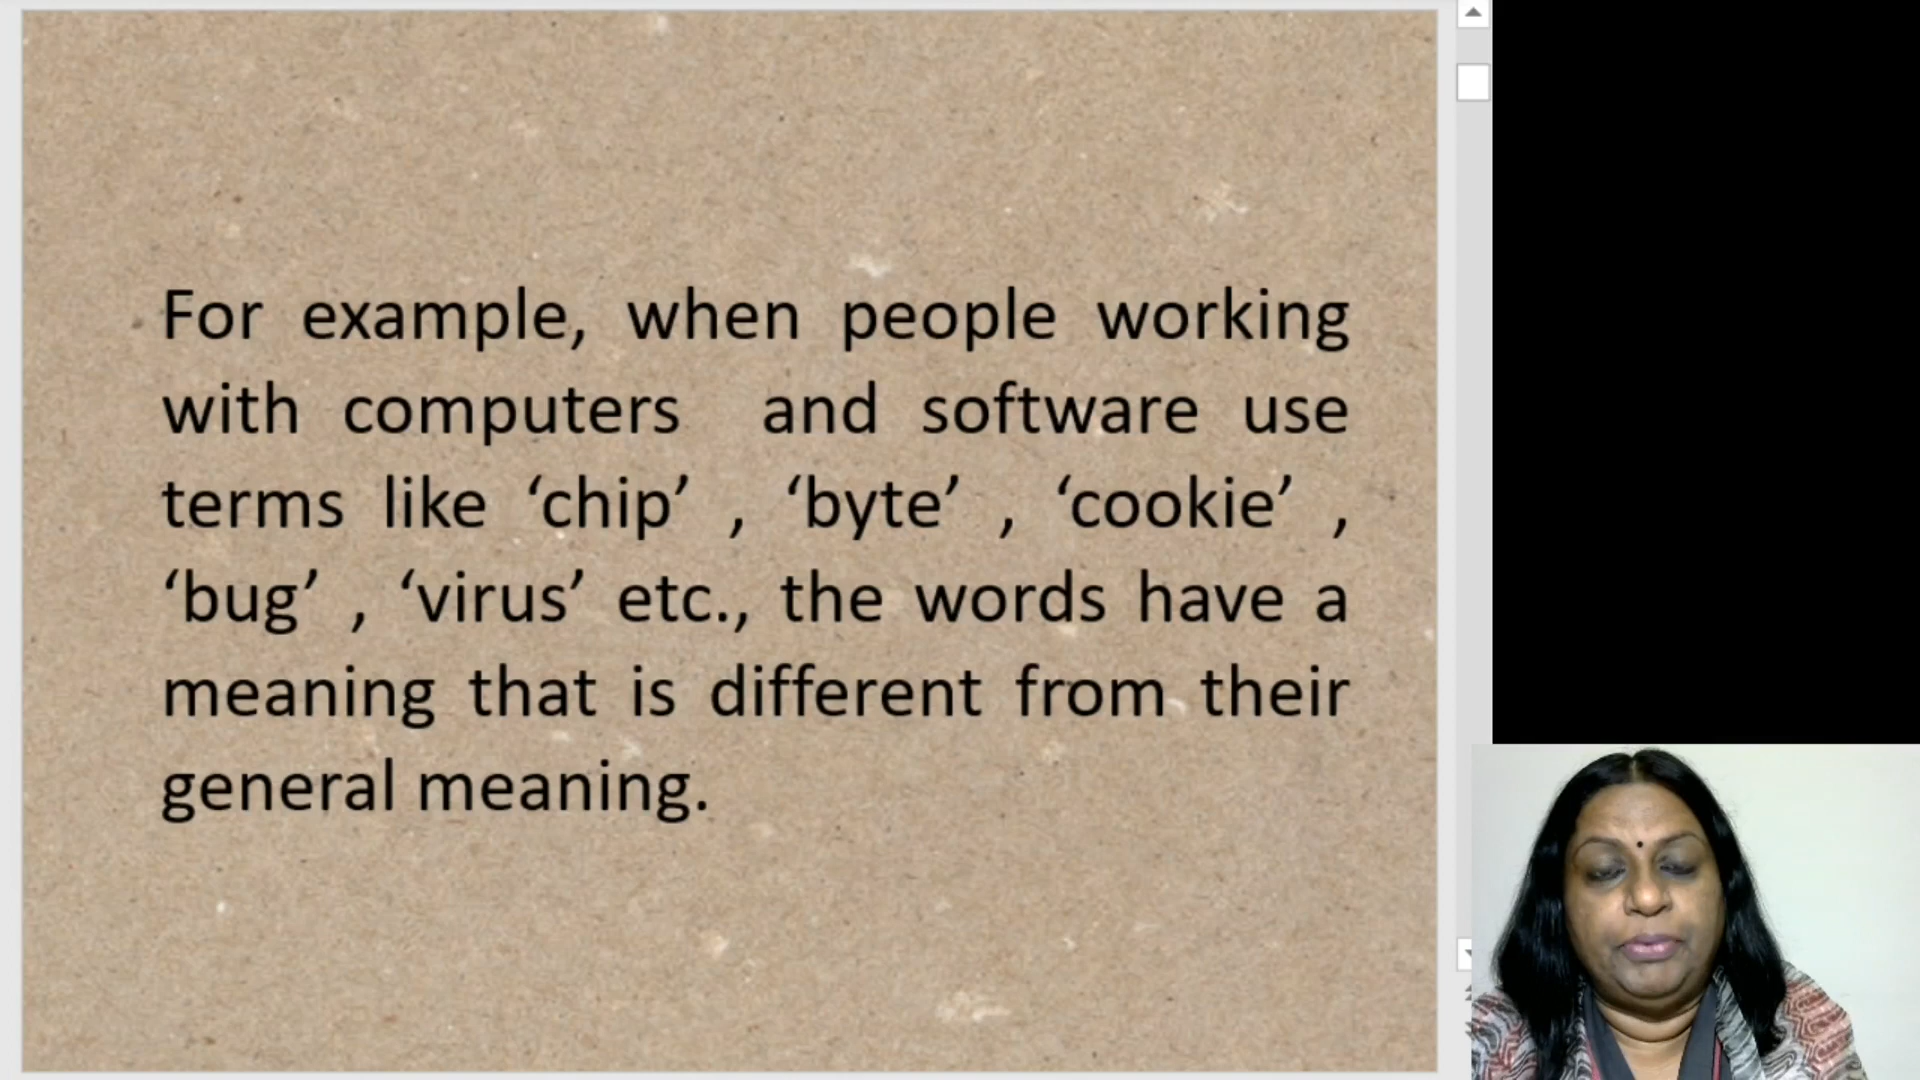 For example, when people working
with computers and software use
terms like ‘chip’ , ‘byte’ , ‘cookie’ ,
‘bug’ , ‘virus’ etc., the words have a
meaning that is different from their
general meaning.